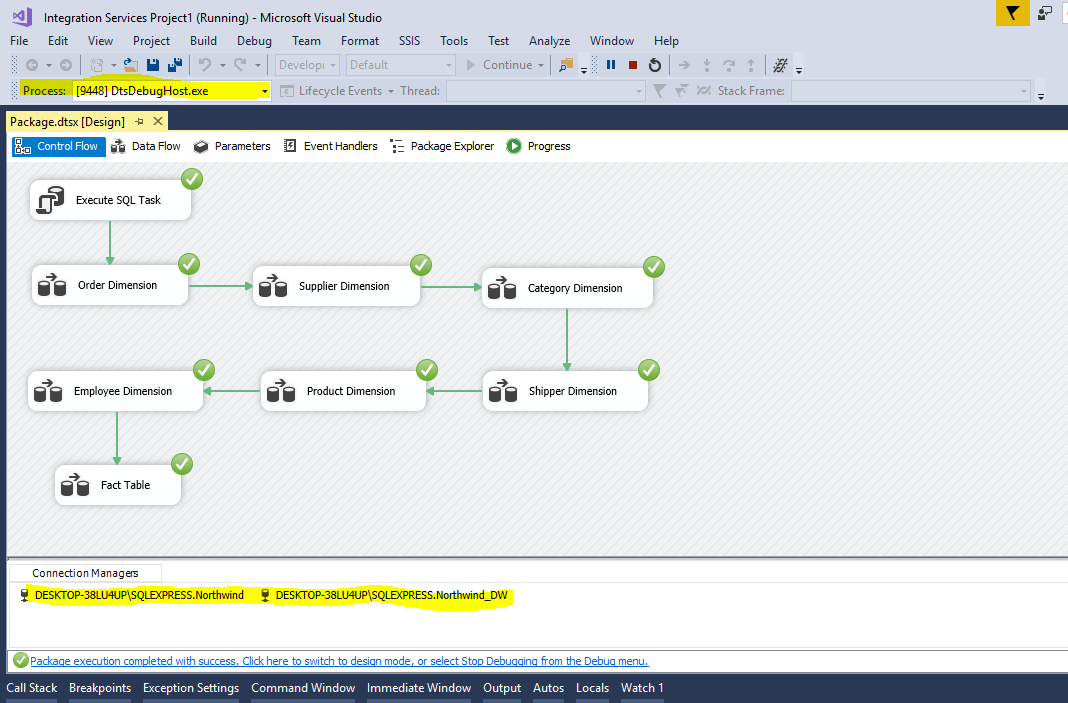 Integration Services Project1 (Running) - Microsoft Visual Studio
File Edit View Project Build Debug Team Format SSIS Tools Test Analyze Window Help
Develop Default Continue
Process: [9448] DtsDebugHost.exe Lifecycle Events Thread: Stack Frame:
Package.dtsx [Design]
Control Flow Data Flow Parameters Event Handlers Package Explorer Progress
Execute SQL Task
Order Dimension Supplier Dimension Category Dimension
Employee Dimension Product Dimension Shipper Dimension
Fact Table
Connection Managers
DESKTOP-38LU4UP\SQLEXPRESS.Northwind DESKTOP-38LU4UP\SQLEXPRESS.Northwind_DW
Package execution completed with success. Click here to switch to design mode, or select Stop Debugging from the Debug menu.
Call Stack Breakpoints Exception Settings Command Window Immediate Window Output Autos Locals Watch 1